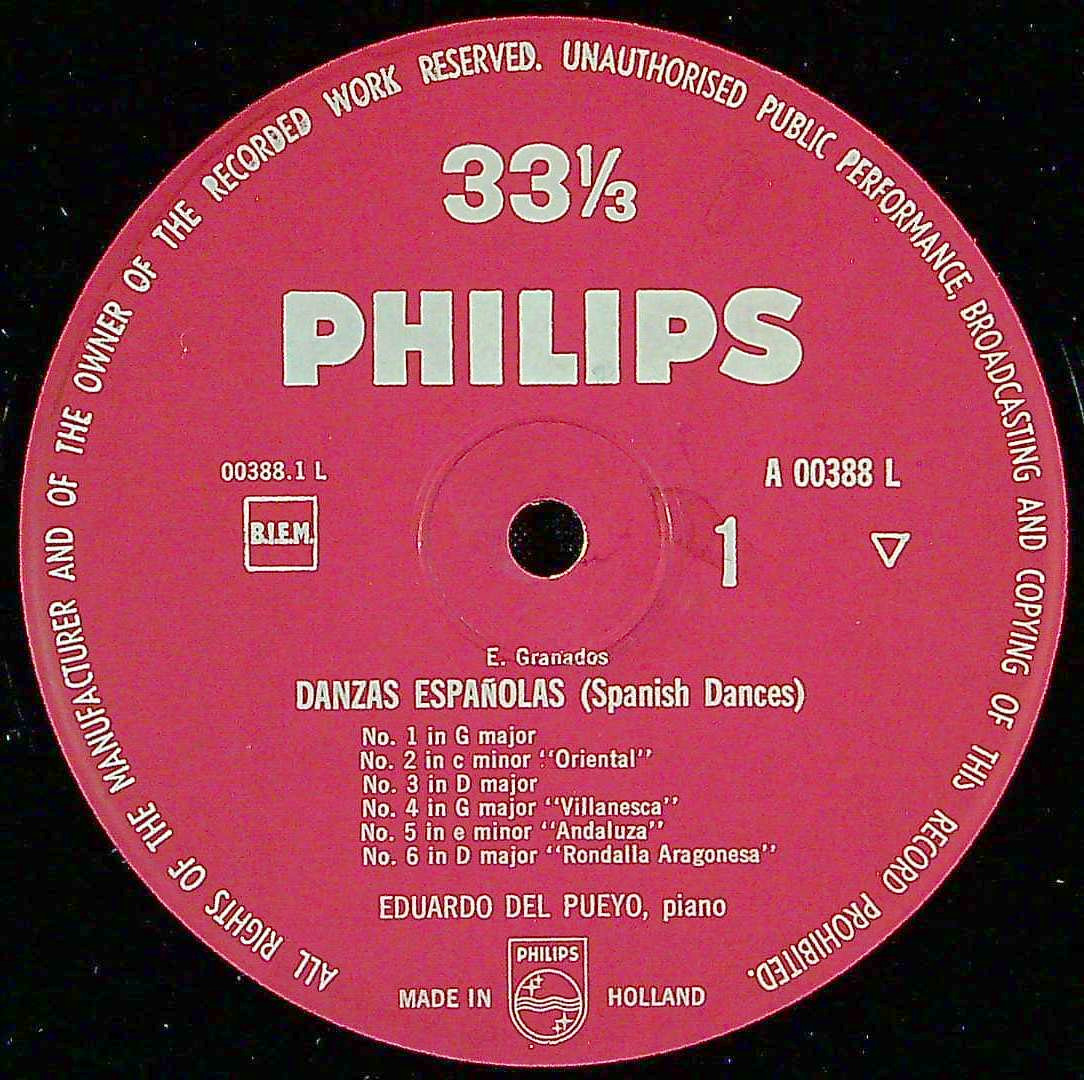 ALL RIGHTS OF THE MANUFACTURER AND OF THE OWNER OF THE RECORDED WORK RESERVED. UNAUTHORISED PUBLIC PERFORMANCE, BROADCASTING AND COPYING OF THIS RECORD PROHIBITED.
33⅓
PHILIPS
00388.1 L
A 00388 L
B.I.E.M.
1
E. Granados
DANZAS ESPAÑOLAS (Spanish Dances)
No. 1 in G major
No. 2 in c minor "Oriental"
No. 3 in D major
No. 4 in G major "Villanesca"
No. 5 in e minor "Andaluza"
No. 6 in D major "Rondalla Aragonesa"
EDUARDO DEL PUEYO, piano
PHILIPS
MADE IN HOLLAND